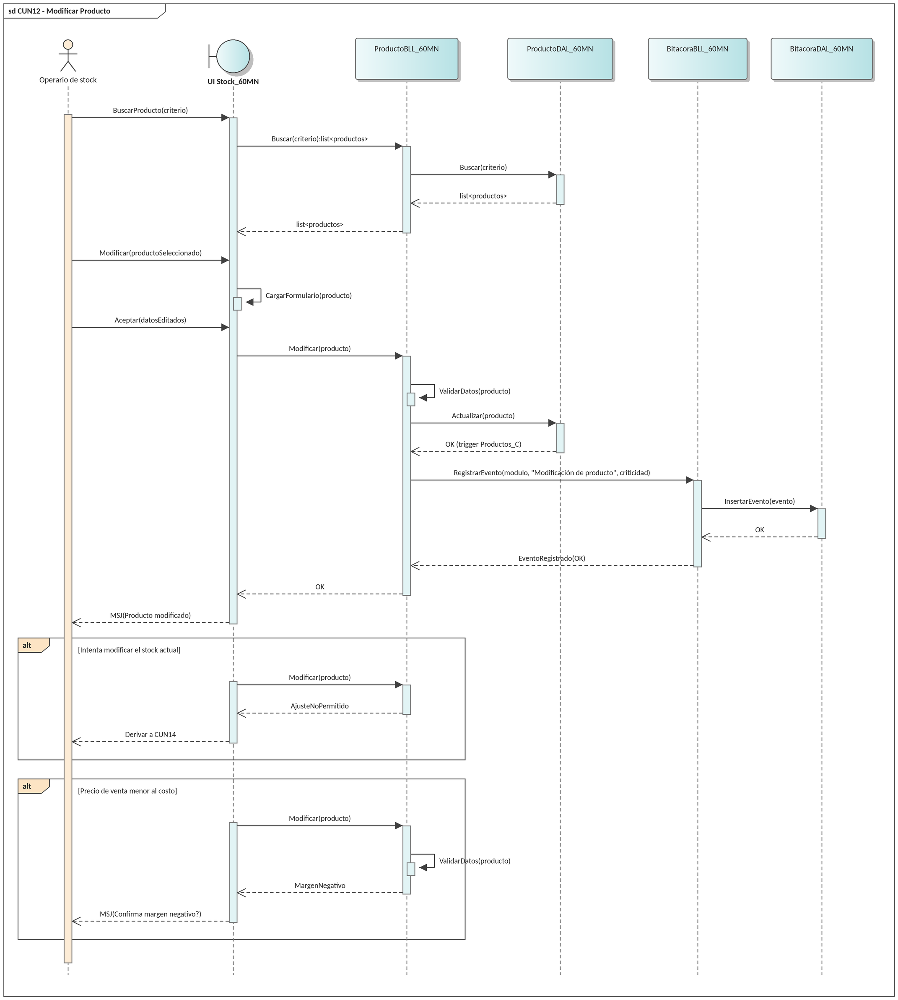 sd CUN12 - Modificar Producto
Operario de stock
UI Stock_60MN
ProductoBLL_60MN
ProductoDAL_60MN
BitacoraBLL_60MN
BitacoraDAL_60MN
BuscarProducto(criterio)
Buscar(criterio):list<productos>
Buscar(criterio)
list<productos>
list<productos>
Modificar(productoSeleccionado)
CargarFormulario(producto)
Aceptar(datosEditados)
Modificar(producto)
ValidarDatos(producto)
Actualizar(producto)
OK (trigger Productos_C)
RegistrarEvento(modulo, "Modificación de producto", criticidad)
InsertarEvento(evento)
OK
EventoRegistrado(OK)
OK
MSJ(Producto modificado)
alt
[Intenta modificar el stock actual]
Modificar(producto)
AjusteNoPermitido
Derivar a CUN14
alt
[Precio de venta menor al costo]
Modificar(producto)
ValidarDatos(producto)
MargenNegativo
MSJ(Confirma margen negativo?)